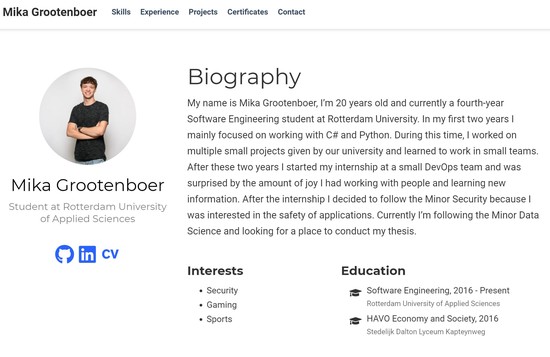 Mika Grootenboer
Skills Experience Projects Certificates Contact
Biography
My name is Mika Grootenboer, I'm 20 years old and currently a fourth-year
Software Engineering student at Rotterdam University. In my first two years I
mainly focused on working with C# and Python. During this time, I worked on
multiple small projects given by our university and learned to work in small teams.
After these two years I started my internship at a small DevOps team and was
surprised by the amount of joy I had working with people and learning new
information. After the internship I decided to follow the Minor Security because I
was interested in the safety of applications. Currently I'm following the Minor Data
Science and looking for a place to conduct my thesis.
Mika Grootenboer
Student at Rotterdam University
of Applied Sciences
in CV
Interests
Security
Gaming
Sports
Education
Software Engineering, 2016 - Present
Rotterdam University of Applied Sciences
HAVO Economy and Society, 2016
Stedelijk Dalton Lyceum Kapteynweg